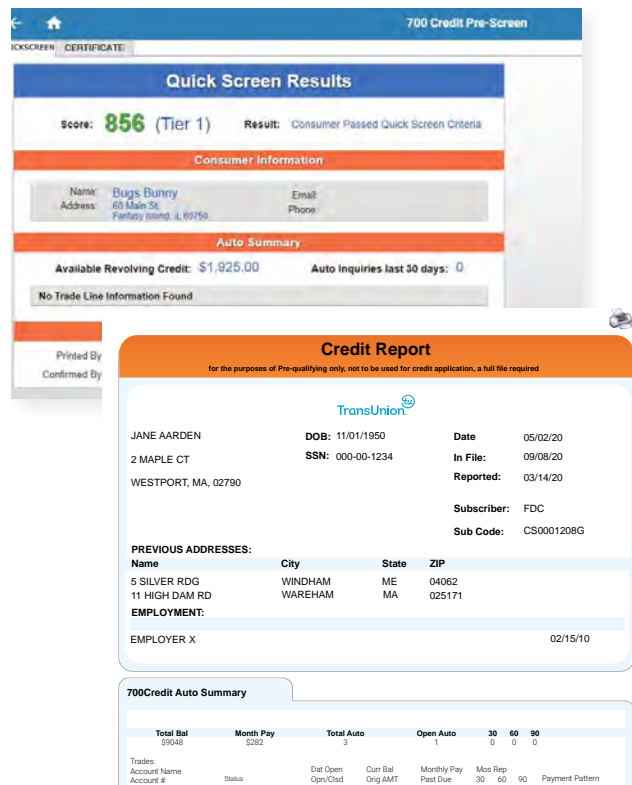 700 Credit Pre-Screen
ICKSCREEN CERTIFICATE
Quick Screen Results
Score: 856 (Tier 1) Result: Consumer Passed Quick Screen Criteria
Consumer Information
Name: Bugs Bunny Email:
Address: 60 Main St. Phone:
Fantasy Island, IL 60750
Auto Summary
Available Revolving Credit: $1,925.00 Auto Inquiries last 30 days: 0
No Trade Line Information Found
Printed By
Confirmed By
Credit Report
for the purposes of Pre-qualifying only, not to be used for credit application, a full file required
tu
TransUnion
JANE AARDEN DOB: 11/01/1950 Date 05/02/20
2 MAPLE CT SSN: 000-00-1234 In File: 09/08/20
WESTPORT, MA, 02790 Reported: 03/14/20
Subscriber: FDC
Sub Code: CS0001208G
PREVIOUS ADDRESSES:
Name City State ZIP
5 SILVER RDG WINDHAM ME 04062
11 HIGH DAM RD WAREHAM MA 025171
EMPLOYMENT:
EMPLOYER X 02/15/10
700Credit Auto Summary
Total Bal Month Pay Total Auto Open Auto 30 60 90
$9048 $282 3 1 0 0 0
Trades:
Account Name Dat Open Curr Bal Monthly Pay Mos Rep
Account # Status Opn/Clsd Orig AMT Past Due 30 60 90 Payment Pattern